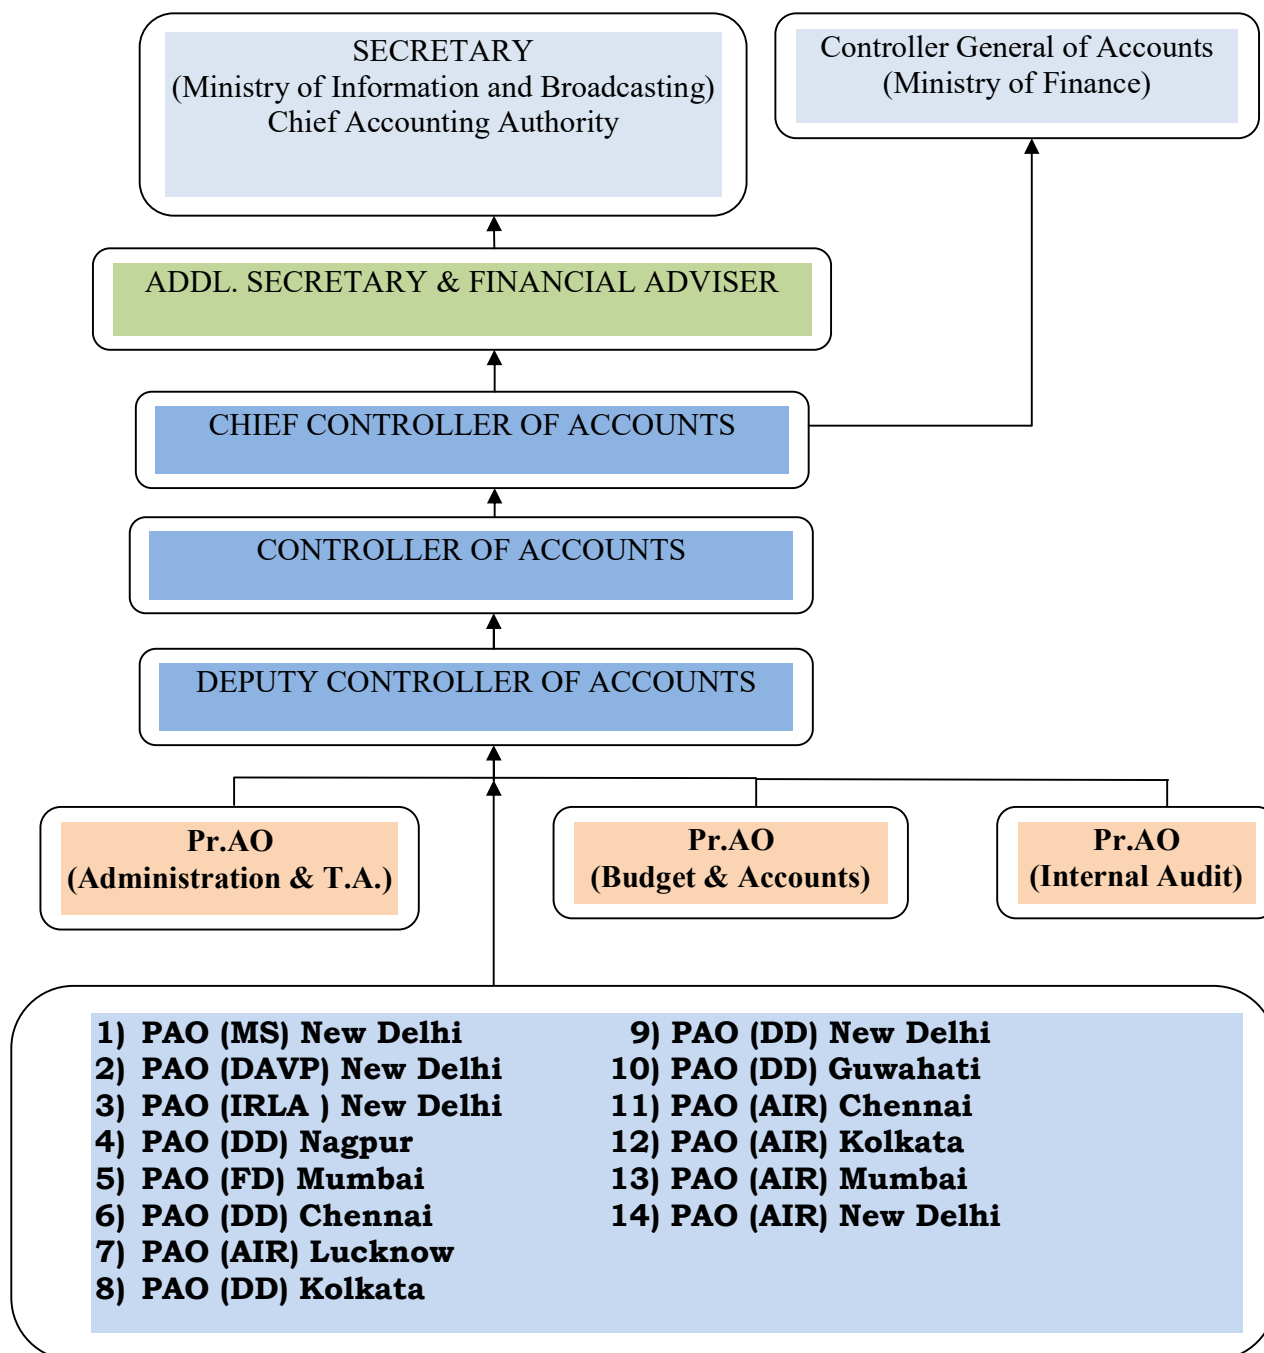 SECRETARY
(Ministry of Information and Broadcasting)
Chief Accounting Authority
Controller General of Accounts
(Ministry of Finance)
ADDL. SECRETARY & FINANCIAL ADVISER
CHIEF CONTROLLER OF ACCOUNTS
CONTROLLER OF ACCOUNTS
DEPUTY CONTROLLER OF ACCOUNTS
Pr.AO
(Administration & T.A.)
Pr.AO
(Budget & Accounts)
Pr.AO
(Internal Audit)
1) PAO (MS) New Delhi
2) PAO (DAVP) New Delhi
3) PAO (IRLA ) New Delhi
4) PAO (DD) Nagpur
5) PAO (FD) Mumbai
6) PAO (DD) Chennai
7) PAO (AIR) Lucknow
8) PAO (DD) Kolkata
9) PAO (DD) New Delhi
10) PAO (DD) Guwahati
11) PAO (AIR) Chennai
12) PAO (AIR) Kolkata
13) PAO (AIR) Mumbai
14) PAO (AIR) New Delhi